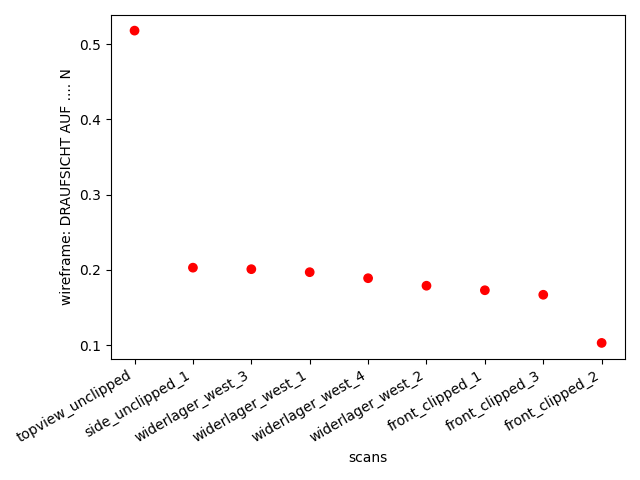 0.5
0.4
0.3
0.2
0.1
wireframe: DRAUFSICHT AUF .... N
topview_unclipped
side_unclipped_1
widerlager_west_3
widerlager_west_1
widerlager_west_4
widerlager_west_2
front_clipped_1
front_clipped_3
front_clipped_2
scans